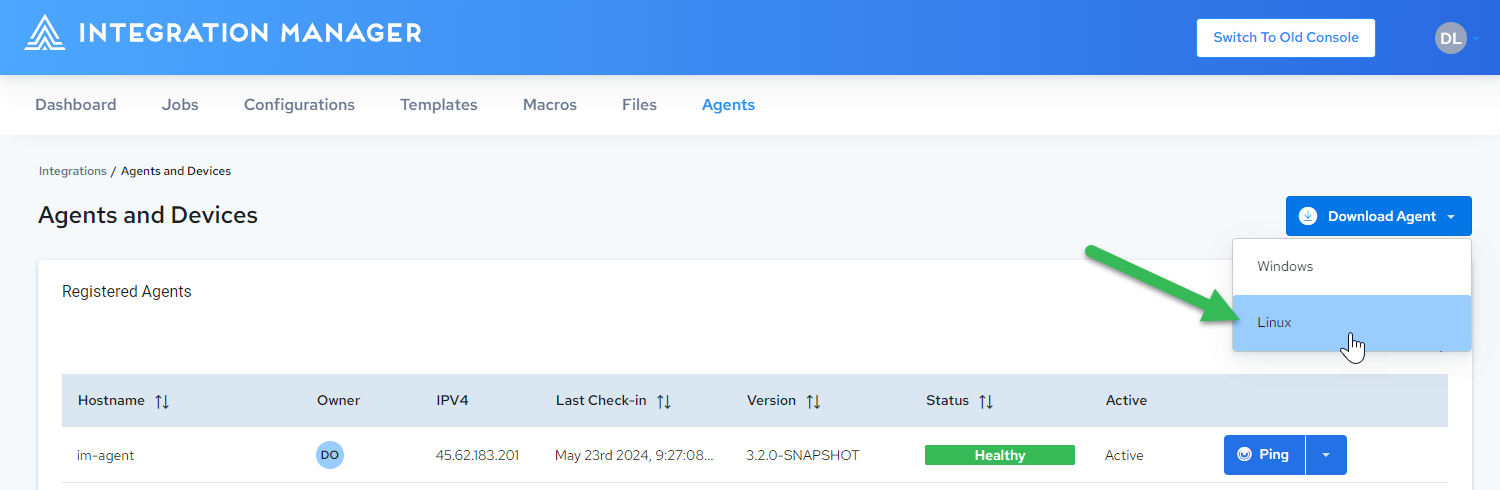 INTEGRATION MANAGER
Switch To Old Console
DL
Dashboard Jobs Configurations Templates Macros Files Agents
Integrations / Agents and Devices
Agents and Devices
Download Agent
Windows
Linux
Registered Agents
Hostname Owner IPV4 Last Check-in Version Status Active
im-agent DO 45.62.183.201 May 23rd 2024, 9:27:08... 3.2.0-SNAPSHOT Healthy Active Ping